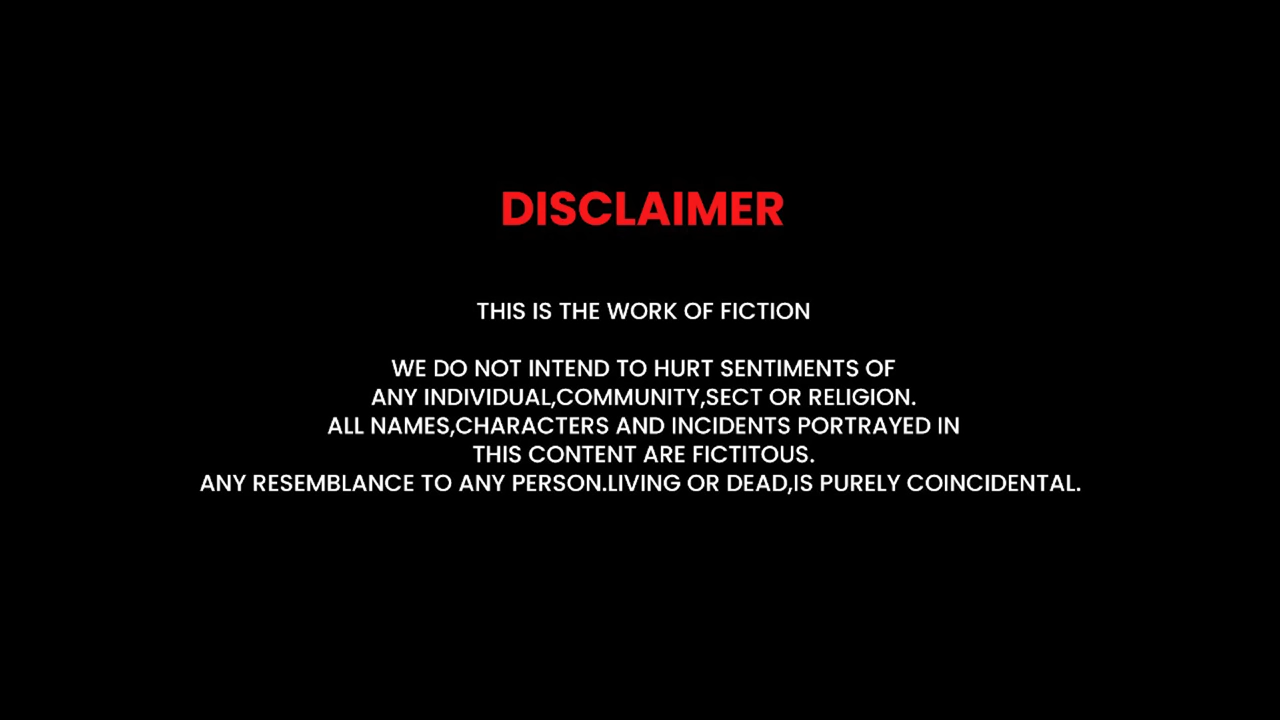 DISCLAIMER
THIS IS THE WORK OF FICTION
WE DO NOT INTEND TO HURT SENTIMENTS OF
ANY INDIVIDUAL,COMMUNITY,SECT OR RELIGION.
ALL NAMES,CHARACTERS AND INCIDENTS PORTRAYED IN
THIS CONTENT ARE FICTITOUS.
ANY RESEMBLANCE TO ANY PERSON.LIVING OR DEAD,IS PURELY COINCIDENTAL.